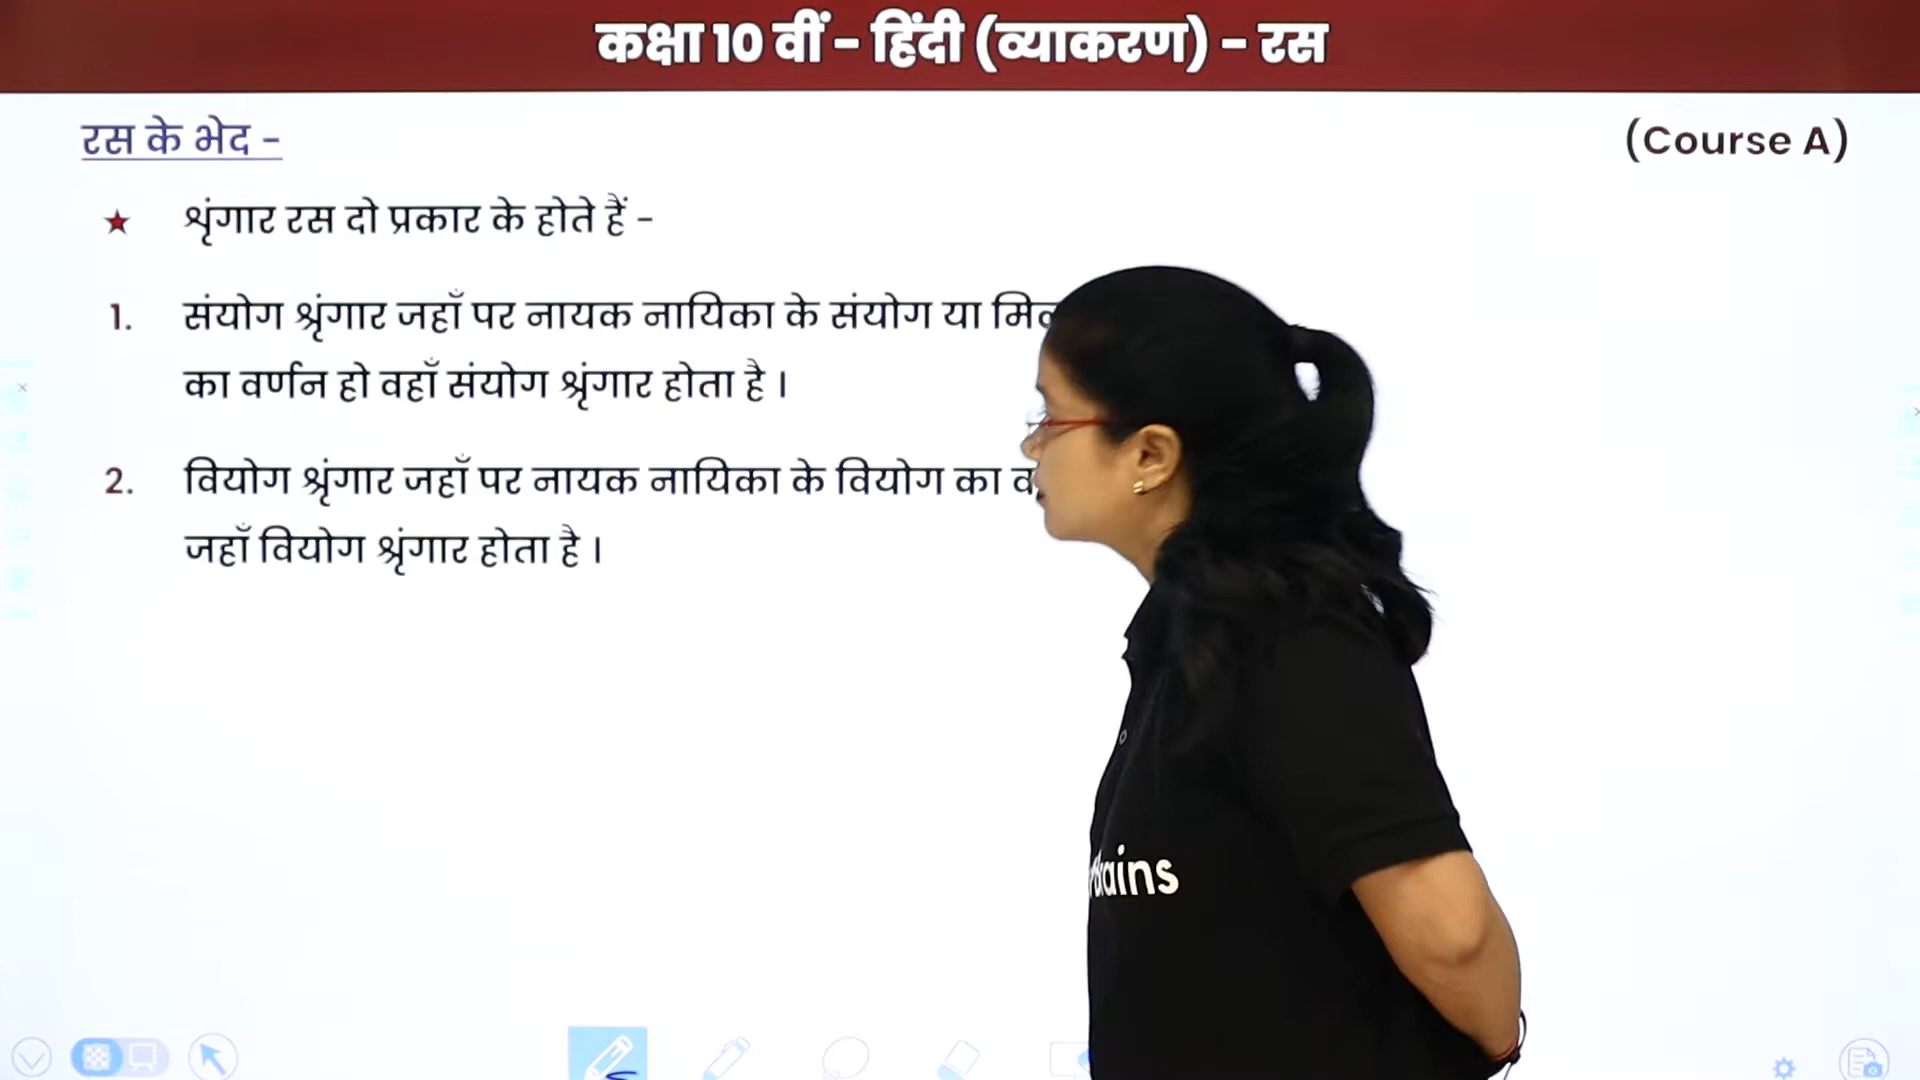 कक्षा 10 वीं - हिंदी (व्याकरण) - रस
रस के भेद -
(Course A)
★ श्रृंगार रस दो प्रकार के होते हैं -
1. संयोग श्रृंगार जहाँ पर नायक नायिका के संयोग या
का वर्णन हो वहाँ संयोग श्रृंगार होता है ।
2. वियोग श्रृंगार जहाँ पर नायक नायिका के वियोग का
जहाँ वियोग श्रृंगार होता है ।